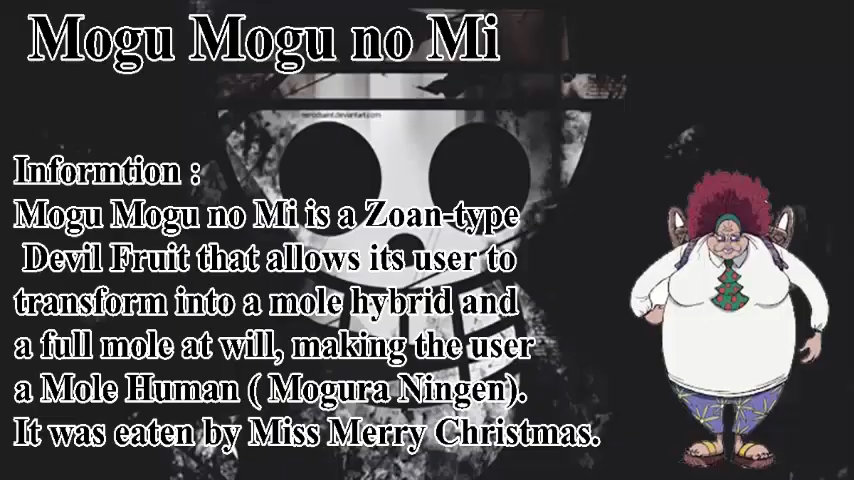 Mogu Mogu no Mi
Informtion :
Mogu Mogu no Mi is a Zoan-type
Devil Fruit that allows its user to
transform into a mole hybrid and
a full mole at will, making the user
a Mole Human ( Mogura Ningen).
It was eaten by Miss Merry Christmas.